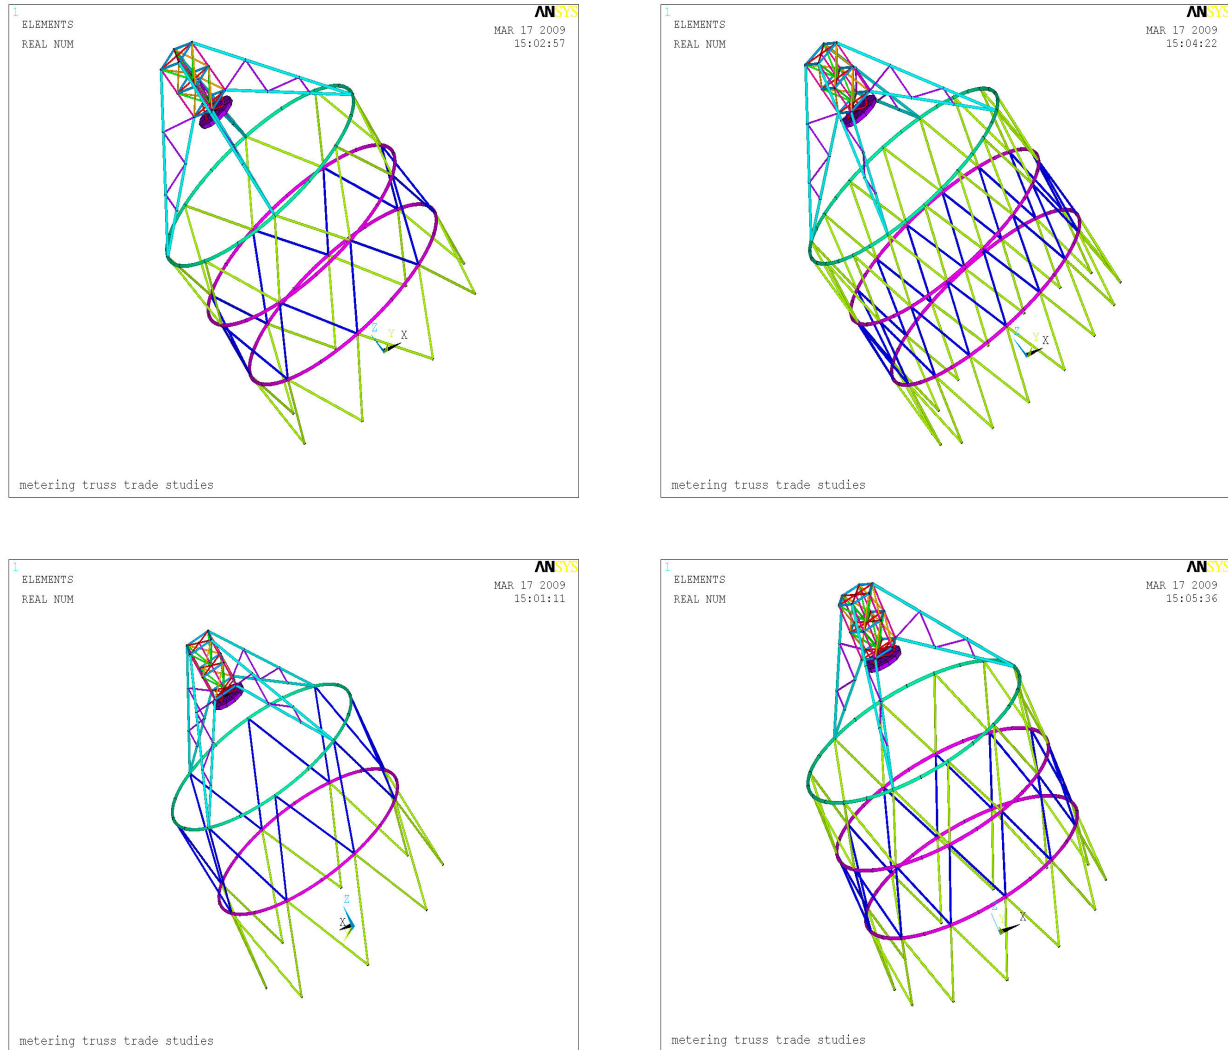 1
ANSYS
ELEMENTS
REAL NUM
MAR 17 2009
15:02:57
Z
Y
X
metering truss trade studies
1
ANSYS
ELEMENTS
REAL NUM
MAR 17 2009
15:04:22
Z
Y
X
metering truss trade studies
1
ANSYS
ELEMENTS
REAL NUM
MAR 17 2009
15:01:11
Z
X
Y
metering truss trade studies
1
ANSYS
ELEMENTS
REAL NUM
MAR 17 2009
15:05:36
Z
Y
X
metering truss trade studies